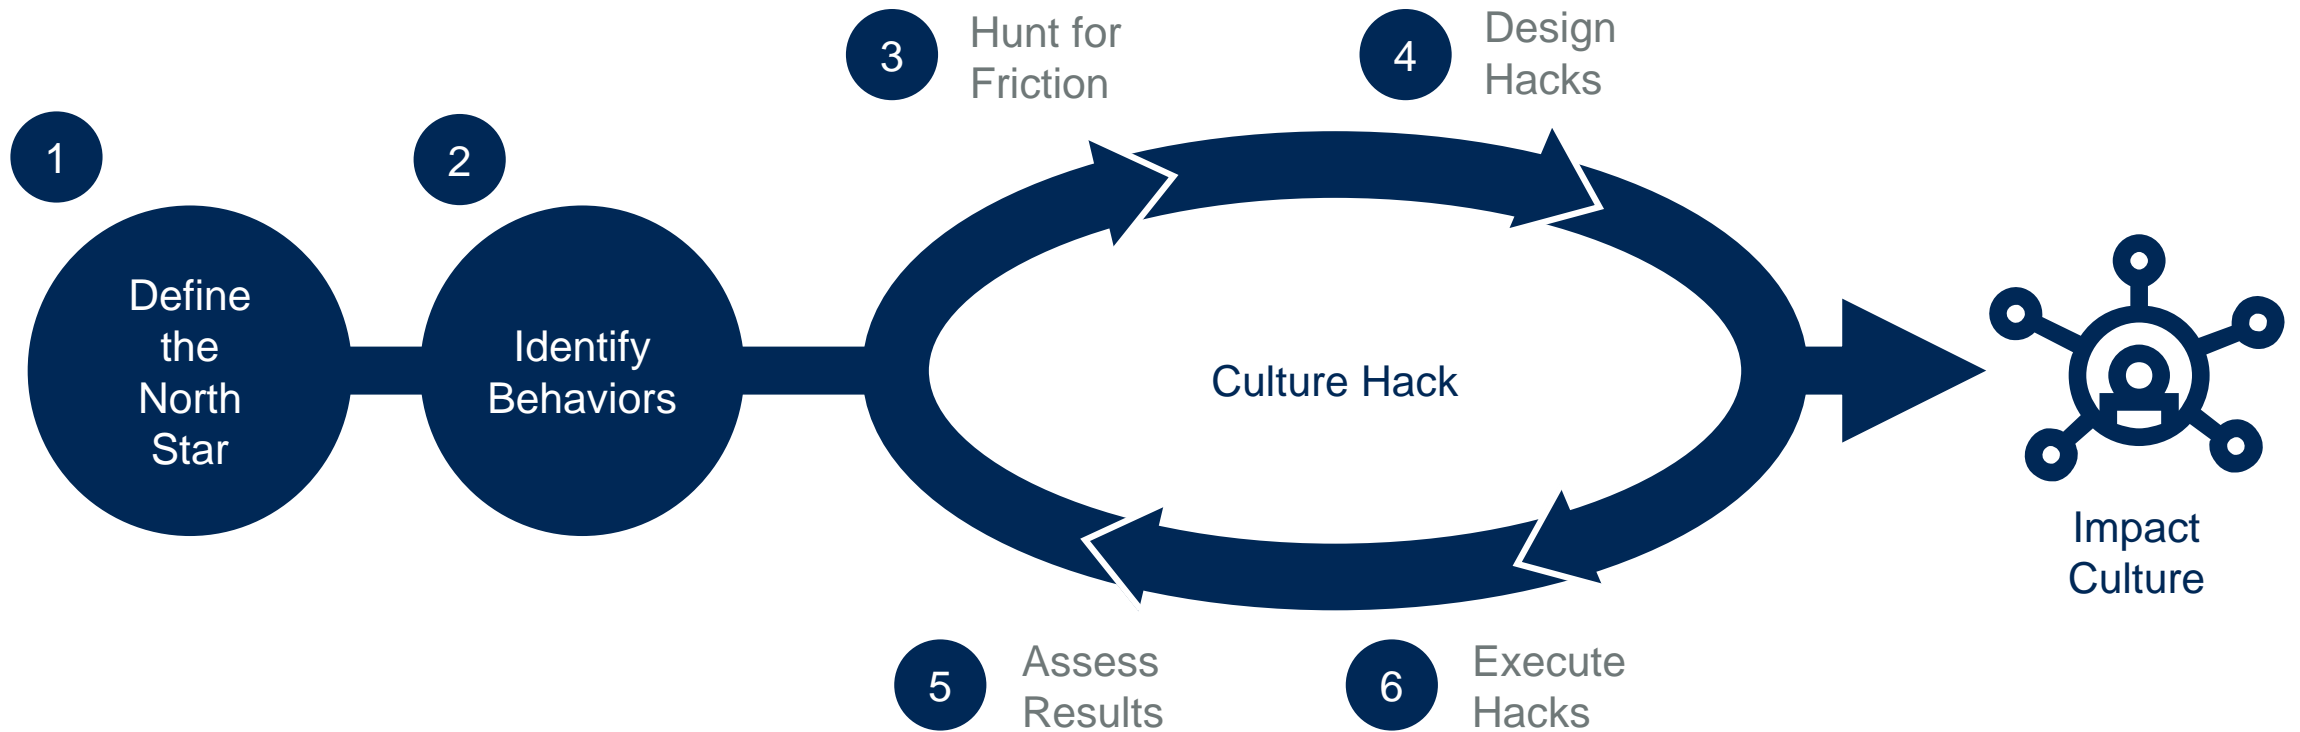 1
Define
the
North
Star
2
Identify
Behaviors
3
Hunt for
Friction
4
Design
Hacks
Culture Hack
5
Assess
Results
6
Execute
Hacks
Impact
Culture